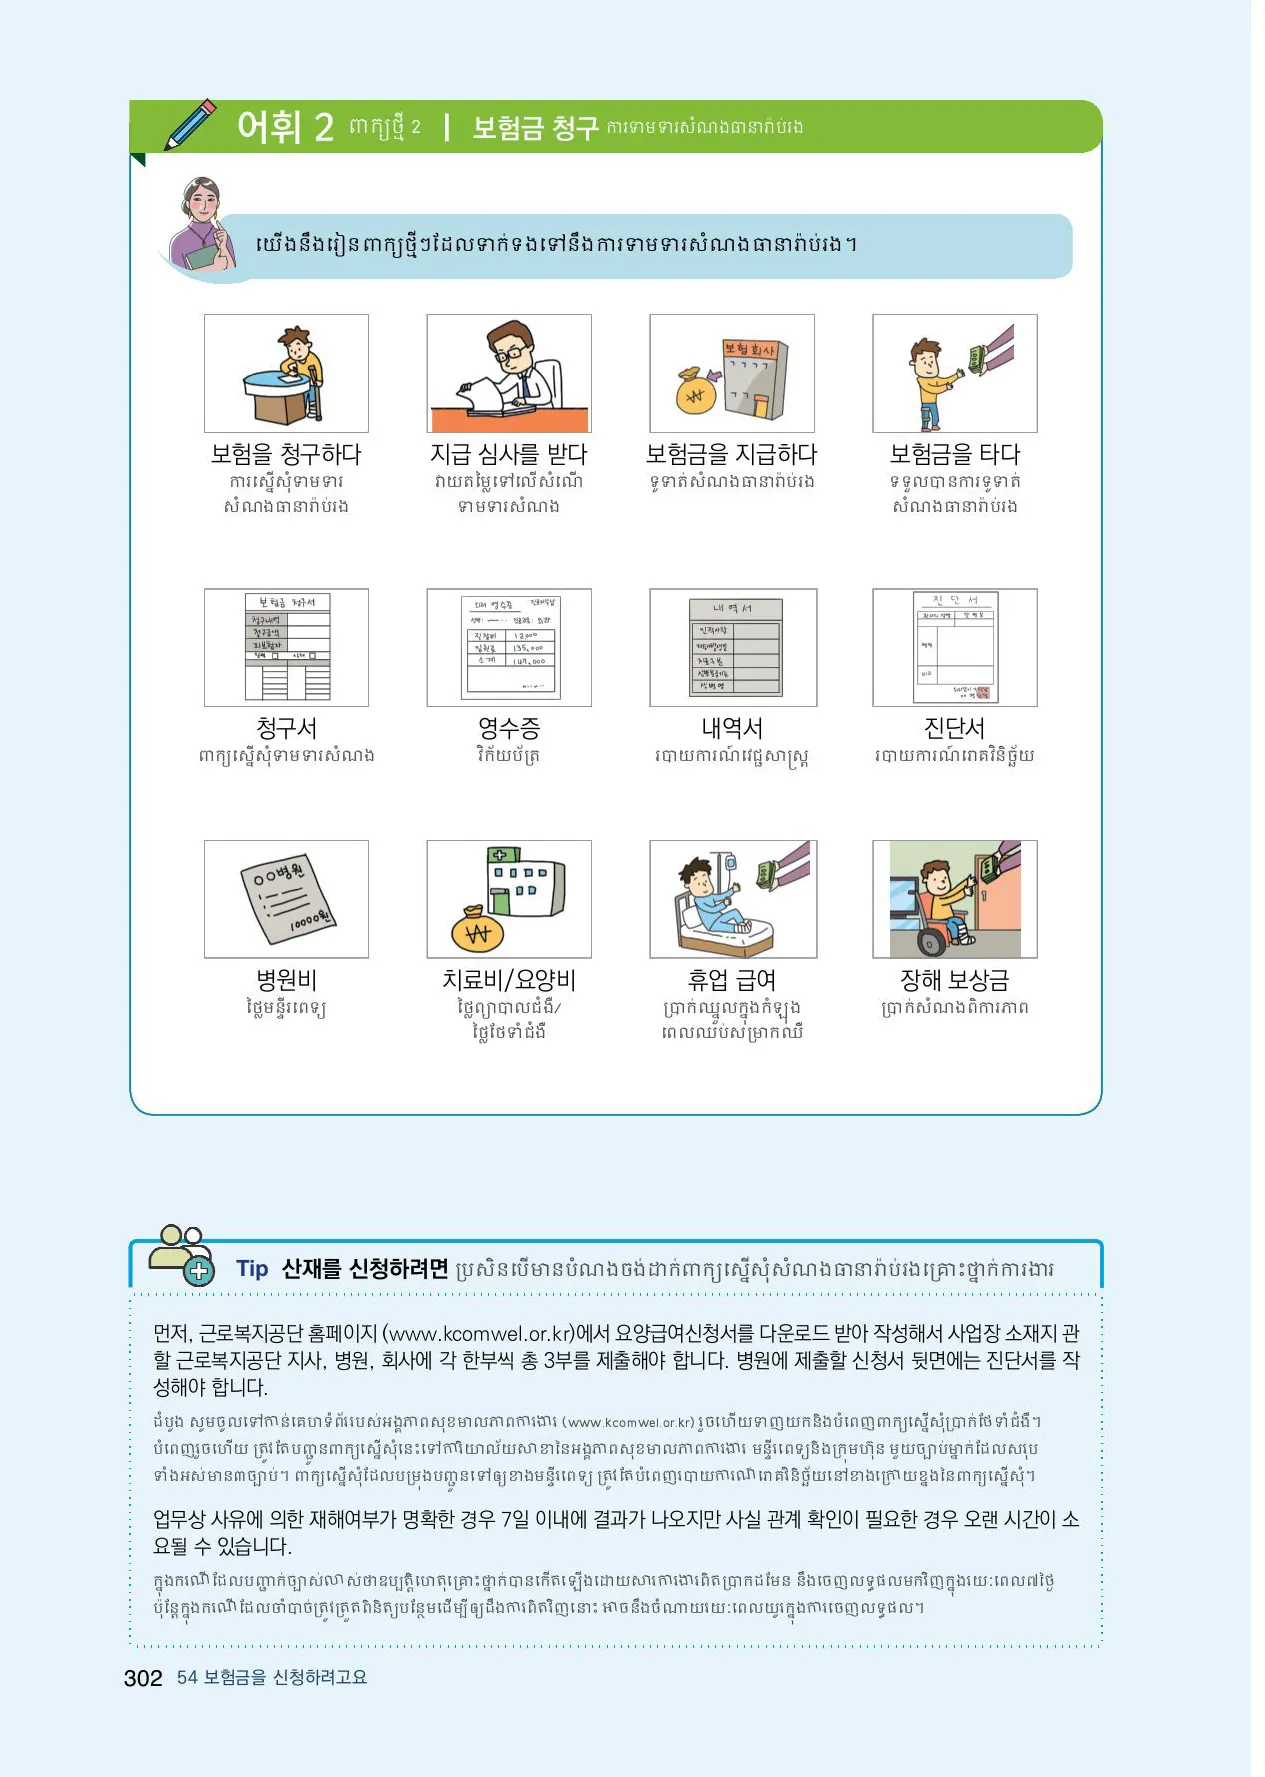 어휘 2 ពាក្យថ្មី 2 | 보험금 청구 ការទាមទារសំណងធានារ៉ាប់រង
យើងនឹងរៀនពាក្យថ្មីៗដែលទាក់ទងទៅនឹងការទាមទារសំណងធានារ៉ាប់រង។
보험회사
보험을 청구하다
지급 심사를 받다
보험금을 지급하다
보험금을 타다
ការស្នើសុំទាមទារ
សំណងធានារ៉ាប់រង
វាយតម្លៃទៅលើសំណើ
ទាមទារសំណង
ទូទាត់សំណងធានារ៉ាប់រង
ទទួលបានការទូទាត់
សំណងធានារ៉ាប់រង
보험금 청구서
청구내역
청구금액
피보험자
영수증
진찰비 12,000
입원료 135,000
소계 147,000
내역서
진단서
청구서
영수증
내역서
진단서
ពាក្យស្នើសុំទាមទារសំណង
វិក័យប័ត្រ
របាយការណ៍វេជ្ជសាស្ត្រ
របាយការណ៍រោគវិនិច្ឆ័យ
○○병원
10000원
병원비
치료비/요양비
휴업 급여
장해 보상금
ថ្លៃមន្ទីរពេទ្យ
ថ្លៃព្យាបាលជំងឺ/
ថ្លៃថែទាំជំងឺ
ប្រាក់ឈ្នួលក្នុងកំឡុង
ពេលឈប់សម្រាកឈឺ
ប្រាក់សំណងពិការភាព
Tip 산재를 신청하려면 ប្រសិនបើមានបំណងចង់ដាក់ពាក្យស្នើសុំសំណងធានារ៉ាប់រងគ្រោះថ្នាក់ការងារ
먼저, 근로복지공단 홈페이지 (www.kcomwel.or.kr)에서 요양급여신청서를 다운로드 받아 작성해서 사업장 소재지 관
할 근로복지공단 지사, 병원, 회사에 각 한부씩 총 3부를 제출해야 합니다. 병원에 제출할 신청서 뒷면에는 진단서를 작
성해야 합니다.
ដំបូង សូមចូលទៅកាន់គេហទំព័ររបស់អង្គភាពសុខមាលភាពការងារ (www.kcomwel.or.kr) រួចហើយទាញយកនិងបំពេញពាក្យស្នើសុំប្រាក់ថែទាំជំងឺ។
បំពេញរួចហើយ ត្រូវតែបញ្ជូនពាក្យស្នើសុំនេះទៅការិយាល័យសាខានៃអង្គភាពសុខមាលភាពការងារ មន្ទីរពេទ្យនិងក្រុមហ៊ុន មួយច្បាប់ម្នាក់ដែលសរុប
ទាំងអស់មាន៣ច្បាប់។ ពាក្យស្នើសុំដែលបម្រុងបញ្ជូនទៅឲ្យខាងមន្ទីរពេទ្យ ត្រូវតែបំពេញរបាយការណ៍រោគវិនិច្ឆ័យនៅខាងក្រោយខ្នងនៃពាក្យស្នើសុំ។
업무상 사유에 의한 재해여부가 명확한 경우 7일 이내에 결과가 나오지만 사실 관계 확인이 필요한 경우 오랜 시간이 소
요될 수 있습니다.
ក្នុងករណីដែលបញ្ជាក់ច្បាស់លាស់ថាឧប្បត្តិហេតុគ្រោះថ្នាក់បានកើតឡើងដោយសារការងារពិតប្រាកដមែន នឹងចេញលទ្ធផលមកវិញក្នុងរយៈពេល៧ថ្ងៃ
ប៉ុន្តែក្នុងករណីដែលចាំបាច់ត្រូវត្រួតពិនិត្យបន្ថែមដើម្បីឲ្យដឹងការពិតវិញនោះ អាចនឹងចំណាយរយៈពេលយូរក្នុងការចេញលទ្ធផល។
302 54 보험금을 신청하려고요